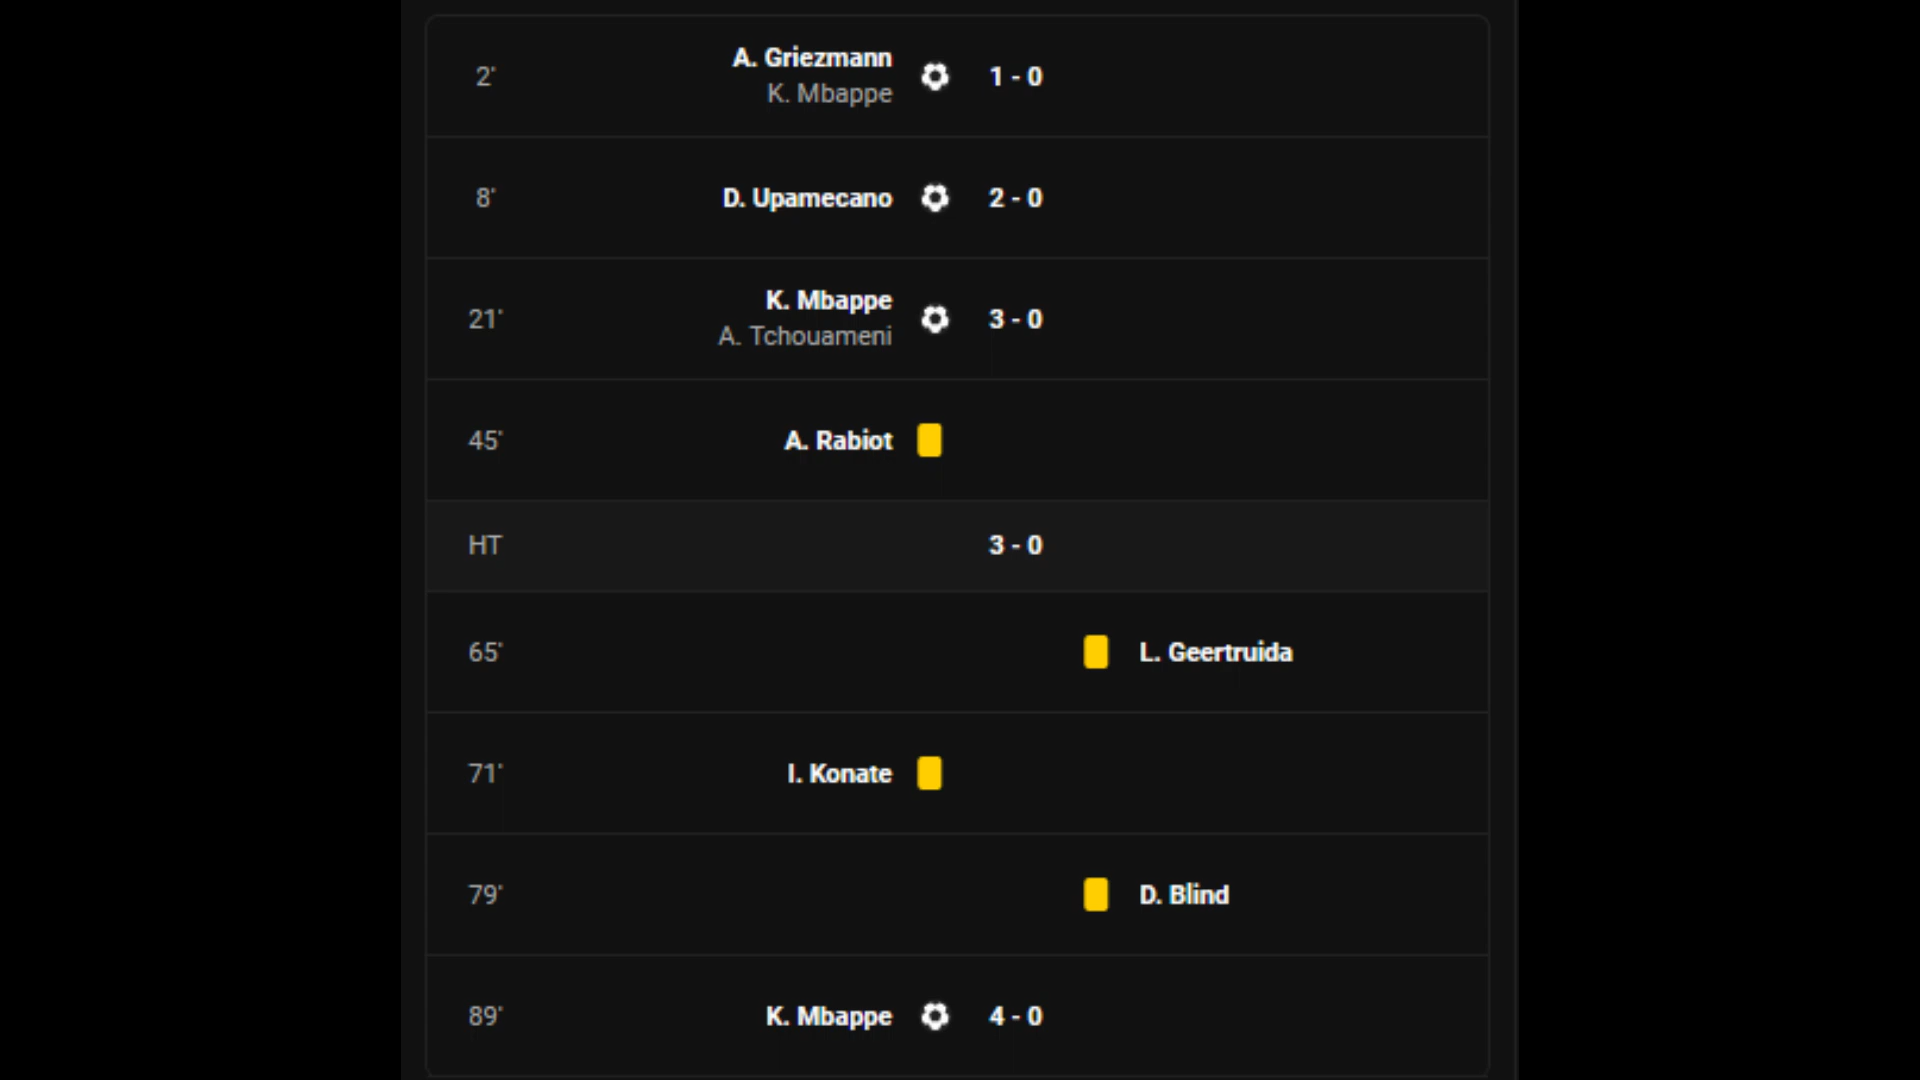 2'
A. Griezmann
K. Mbappe
1 - 0
8'
D. Upamecano
2 - 0
21'
K. Mbappe
A. Tchouameni
3 - 0
45'
A. Rabiot
HT
3 - 0
65'
L. Geertruida
71'
I. Konate
79'
D. Blind
89'
K. Mbappe
4 - 0